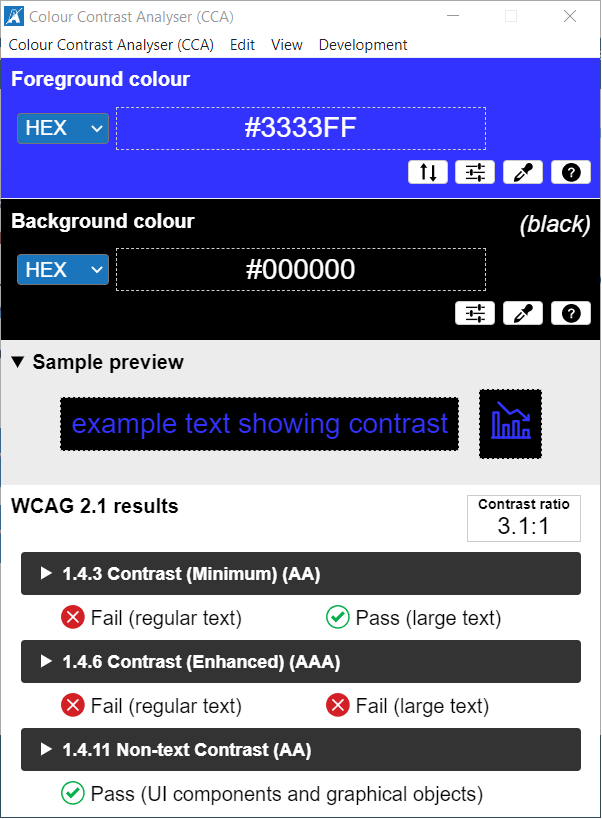 Colour Contrast Analyser (CCA)
Colour Contrast Analyser (CCA) Edit View Development
Foreground colour
HEX #3333FF
?
Background colour (black)
HEX #000000
?
▼ Sample preview
example text showing contrast
WCAG 2.1 results
Contrast ratio
3.1:1
1.4.3 Contrast (Minimum) (AA)
Fail (regular text) Pass (large text)
1.4.6 Contrast (Enhanced) (AAA)
Fail (regular text) Fail (large text)
1.4.11 Non-text Contrast (AA)
Pass (UI components and graphical objects)